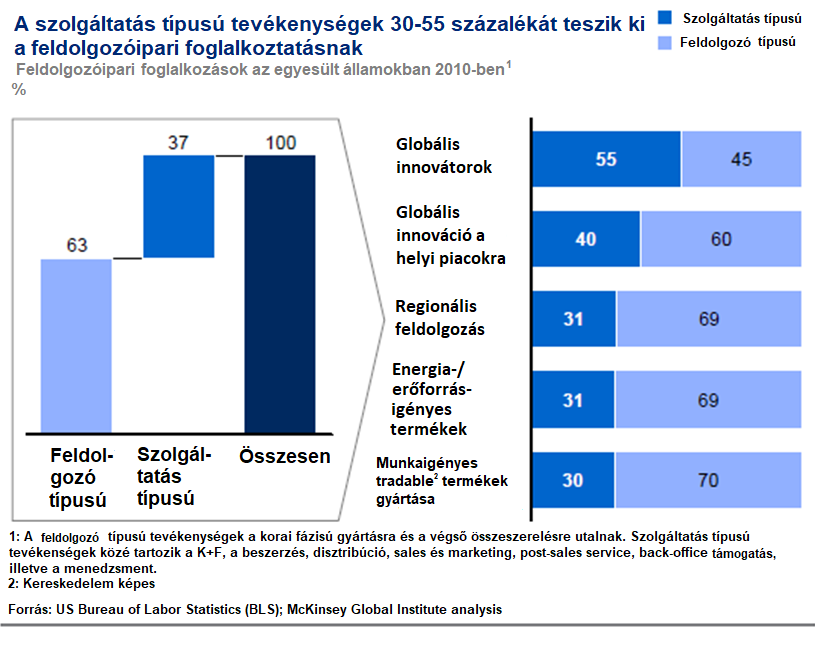 A szolgáltatás típusú tevékenységek 30-55 százalékát teszik ki
a feldolgozóipari foglalkoztatásnak
Szolgáltatás típusú
Feldolgozó típusú
Feldolgozóipari foglalkozások az egyesült államokban 2010-ben¹
%
63
37
100
Feldol-
gozó
típusú
Szolgál-
tatás
típusú
Összesen
Globális
innovátorok
55
45
Globális
innováció a
helyi piacokra
40
60
Regionális
feldolgozás
31
69
Energia-/
erőforrás-
igényes
termékek
31
69
Munkaigényes
tradable² termékek
gyártása
30
70
1: A feldolgozó típusú tevékenységek a korai fázisú gyártásra és a végső összeszerelésre utalnak. Szolgáltatás típusú
tevékenségek közé tartozik a K+F, a beszerzés, disztribúció, sales és marketing, post-sales service, back-office támogatás,
illetve a menedzsment.
2: Kereskedelem képes
Forrás: US Bureau of Labor Statistics (BLS); McKinsey Global Institute analysis